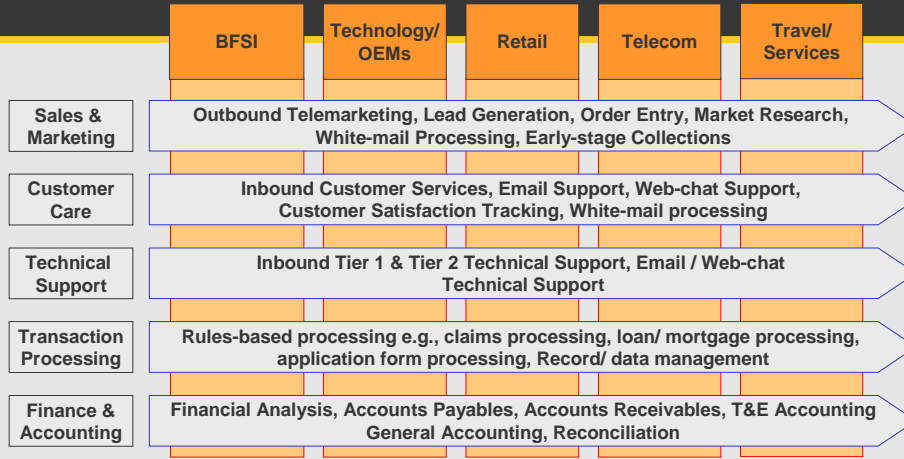 BFSI
Technology/
OEMs
Retail
Telecom
Travel/
Services
Sales &
Marketing
Outbound Telemarketing, Lead Generation, Order Entry, Market Research,
White-mail Processing, Early-stage Collections
Customer
Care
Inbound Customer Services, Email Support, Web-chat Support,
Customer Satisfaction Tracking, White-mail processing
Technical
Support
Inbound Tier 1 & Tier 2 Technical Support, Email / Web-chat
Technical Support
Transaction
Processing
Rules-based processing e.g., claims processing, loan/ mortgage processing,
application form processing, Record/ data management
Finance &
Accounting
Financial Analysis, Accounts Payables, Accounts Receivables, T&E Accounting
General Accounting, Reconciliation